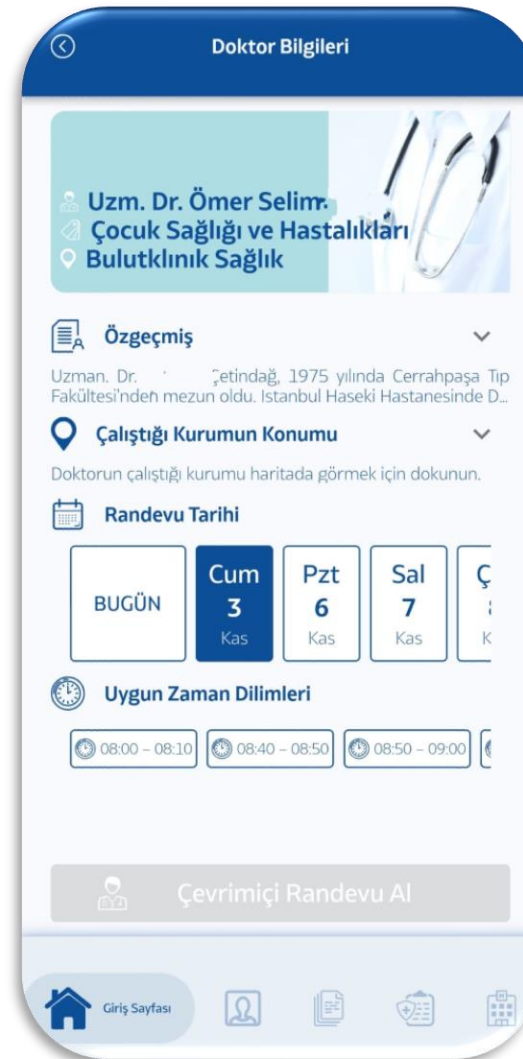 Doktor Bilgileri
Uzm. Dr. Ömer Selim
Çocuk Sağlığı ve Hastalıkları
Bulutklınık Sağlık
Özgeçmiş
Uzman. Dr. Çetindağ, 1975 yılında Cerrahpaşa Tıp
Fakültesi'nden mezun oldu. Istanbul Haseki Hastanesinde D...
Çalıştığı Kurumun Konumu
Doktorun çalıştığı kurumu haritada görmek için dokunun.
Randevu Tarihi
BUGÜN
Cum
3
Kas
Pzt
6
Kas
Sal
7
Kas
Uygun Zaman Dilimleri
08:00 – 08:10 08:40 – 08:50 08:50 – 09:00
Çevrimiçi Randevu Al
Giriş Sayfası